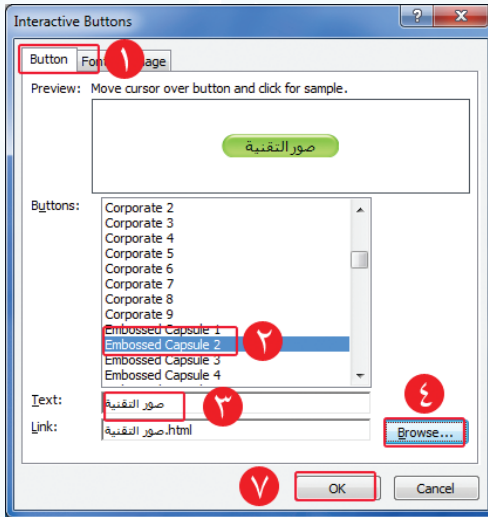 Interactive Buttons
Button Font Image
١
Preview: Move cursor over button and click for sample.
صور التقنية
Buttons:
Corporate 2
Corporate 3
Corporate 4
Corporate 5
Corporate 6
Corporate 7
Corporate 8
Corporate 9
Embossed Capsule 1
Embossed Capsule 2
٢
Embossed Capsule 3
Embossed Capsule 4
Text: صور التقنية
٣
٤
Link: صور التقنية.html
Browse...
٧
OK
Cancel